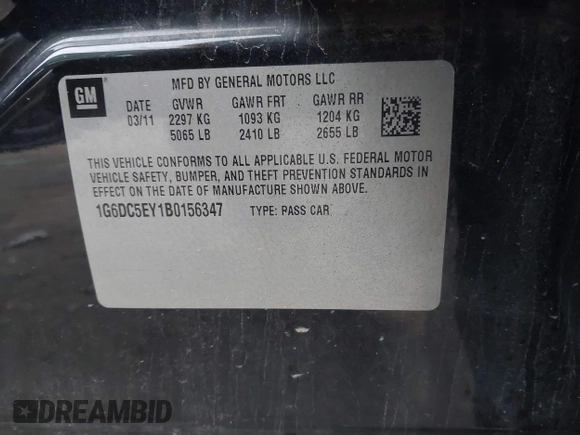 GM
MFD BY GENERAL MOTORS LLC
03/11
GVWR GAWR FRT GAWR RR
2297 KG 1093 KG 1204 KG
5065 LB 2410 LB 2655 LB
THIS VEHICLE CONFORMS TO ALL APPLICABLE U.S. FEDERAL MOTOR
VEHICLE SAFETY, BUMPER, AND THEFT PREVENTION STANDARDS IN
EFFECT ON THE DATE OF MANUFACTURE SHOWN ABOVE.
1G6DC5EY1B0156347 TYPE: PASS CAR
DREAMBID